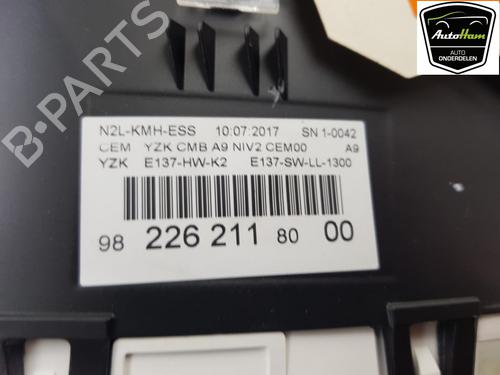 AutoHam
AUTO
ONDERDELEN
B-PARTS
N2L-KMH-ESS 10:07:2017 SN 1-0042
CEM YZK CMB A9 NIV2 CEM00 A9
YZK E137-HW-K2 E137-SW-LL-1300
98 226 211 80 00